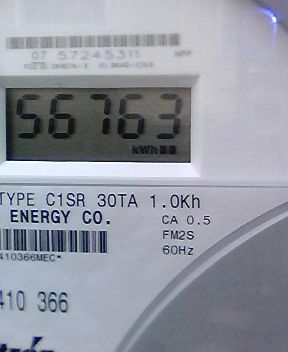 07 57245311
56763
kWh
TYPE C1SR 30TA 1.0Kh
ENERGY CO. CA 0.5
FM2S
60Hz
410366MEC*
410 366